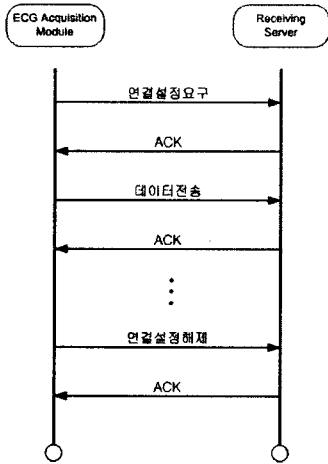 ECG Acquisition
Module
Receiving
Server
연결설정요구
ACK
데이터전송
ACK
연결설정해제
ACK